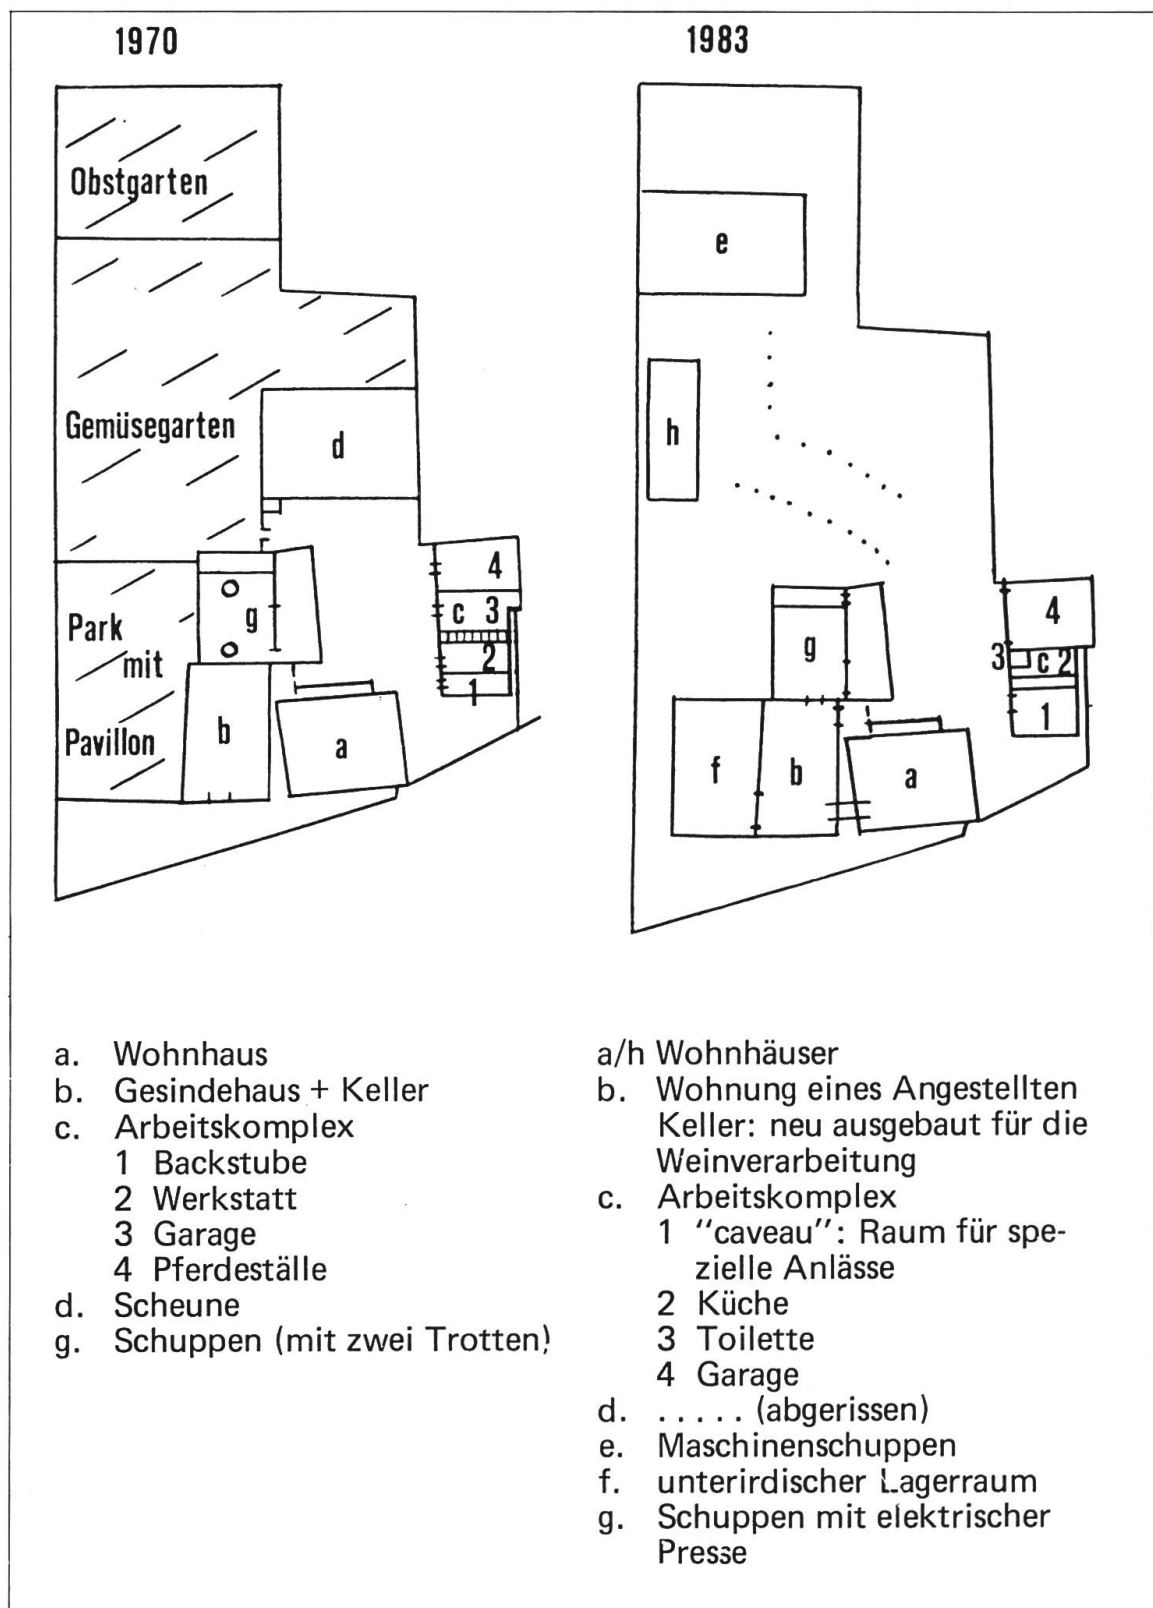 1970
Obstgarten
Gemüsegarten
d
Park
mit
Pavillon
g
b
a
4
c 3
2
1
1983
e
h
g
f
b
a
4
3
c 2
1
a. Wohnhaus
b. Gesindehaus + Keller
c. Arbeitskomplex
1 Backstube
2 Werkstatt
3 Garage
4 Pferdeställe
d. Scheune
g. Schuppen (mit zwei Trotten)
a/h Wohnhäuser
b. Wohnung eines Angestellten
Keller: neu ausgebaut für die
Weinverarbeitung
c. Arbeitskomplex
1 "caveau": Raum für spe-
zielle Anlässe
2 Küche
3 Toilette
4 Garage
d. . . . . . (abgerissen)
e. Maschinenschuppen
f. unterirdischer Lagerraum
g. Schuppen mit elektrischer
Presse